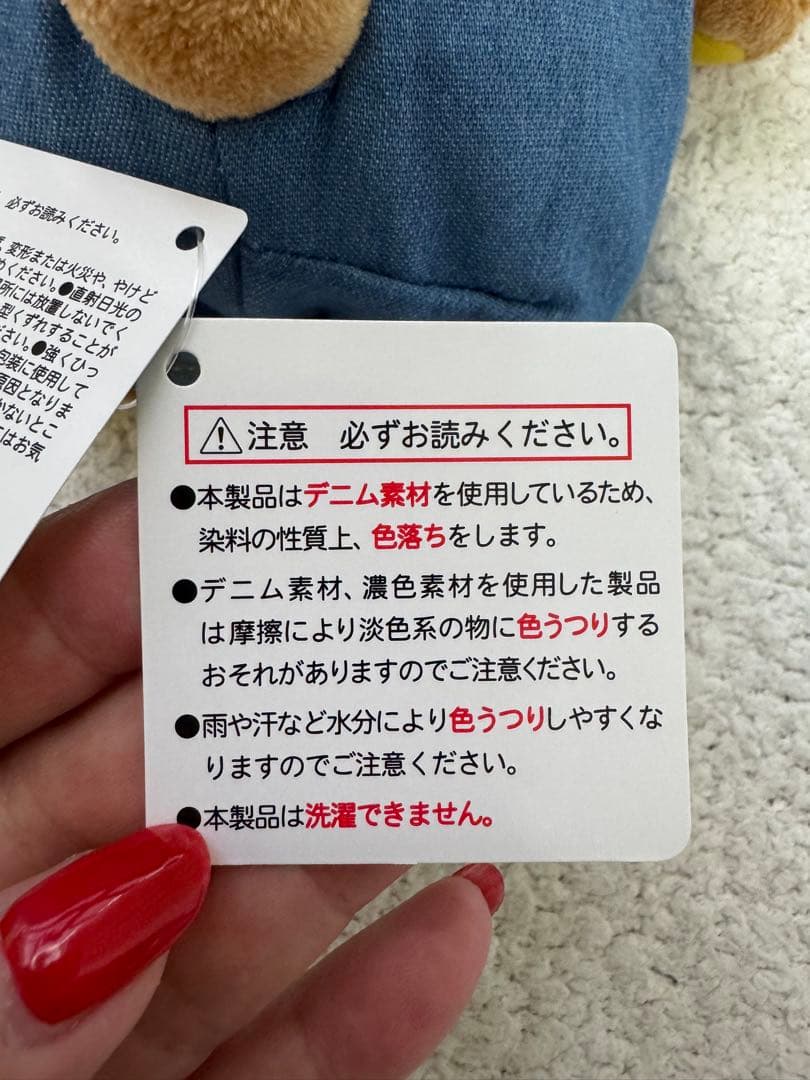 必ずお読みください。
変形または火災や、やけど
めください。●直射日光の
所には放置しないでく
型くずれすることが
ださい。●強くひっ
包装に使用して
原因となりま
かないとこ
はお気
⚠注意 必ずお読みください。
●本製品はデニム素材を使用しているため、
染料の性質上、色落ちをします。
●デニム素材、濃色素材を使用した製品
は摩擦により淡色系の物に色うつりする
おそれがありますのでご注意ください。
●雨や汗など水分により色うつりしやすくな
りますのでご注意ください。
●本製品は洗濯できません。